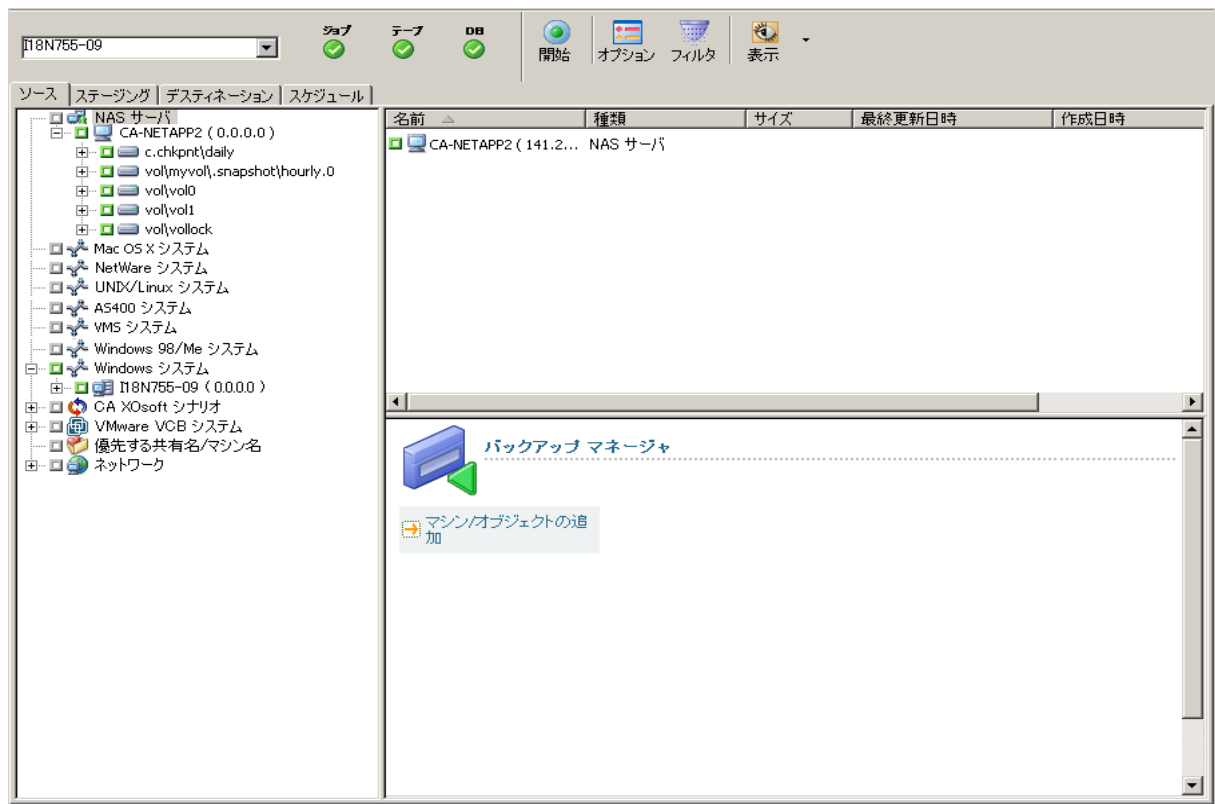 I18N755-09
ジョブ テープ DB
開始 オプション フィルタ 表示
ソース ステージング デスティネーション スケジュール
NAS サーバ
CA-NETAPP2 ( 0.0.0.0 )
c.chkpnt\daily
vol\myvol\.snapshot\hourly.0
vol\vol0
vol\vol1
vol\vollock
Mac OS X システム
NetWare システム
UNIX/Linux システム
AS400 システム
VMS システム
Windows 98/Me システム
Windows システム
I18N755-09 ( 0.0.0.0 )
CA XOsoft シナリオ
VMware VCB システム
優先する共有名/マシン名
ネットワーク
名前 種類 サイズ 最終更新日時 作成日時
CA-NETAPP2 ( 141.2... NAS サーバ
バックアップ マネージャ
マシン/オブジェクトの追
加